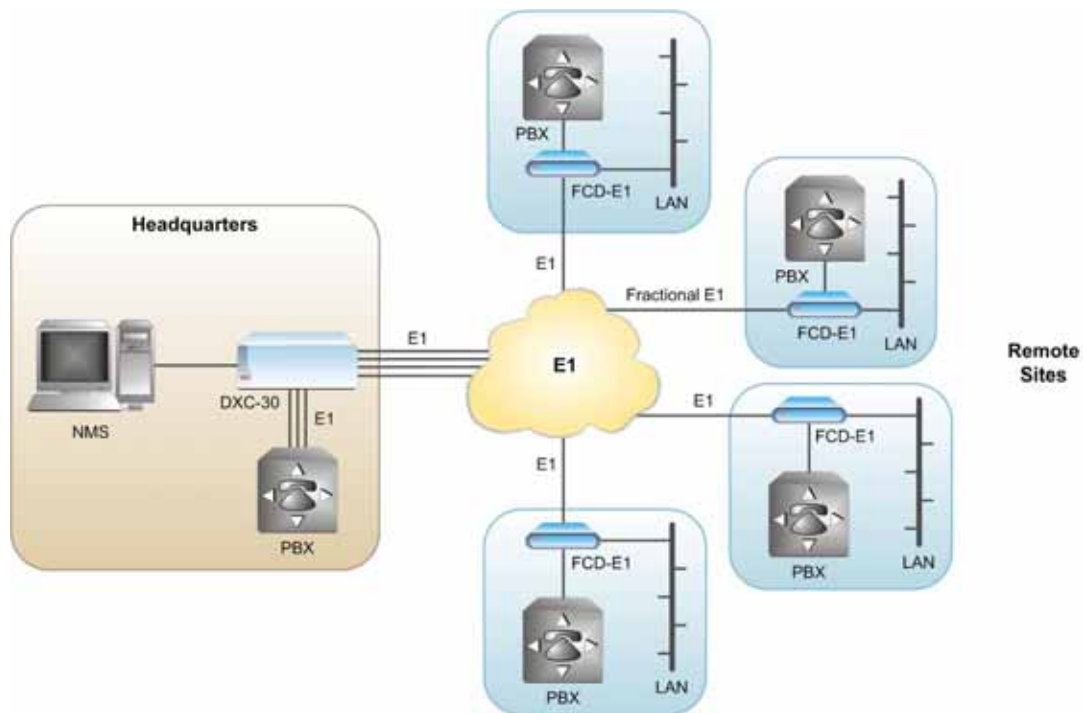 Headquarters
NMS
DXC-30
E1
E1
PBX
E1
PBX
FCD-E1
LAN
E1
Fractional E1
PBX
FCD-E1
LAN
E1
FCD-E1
PBX
LAN
E1
FCD-E1
PBX
LAN
Remote
Sites